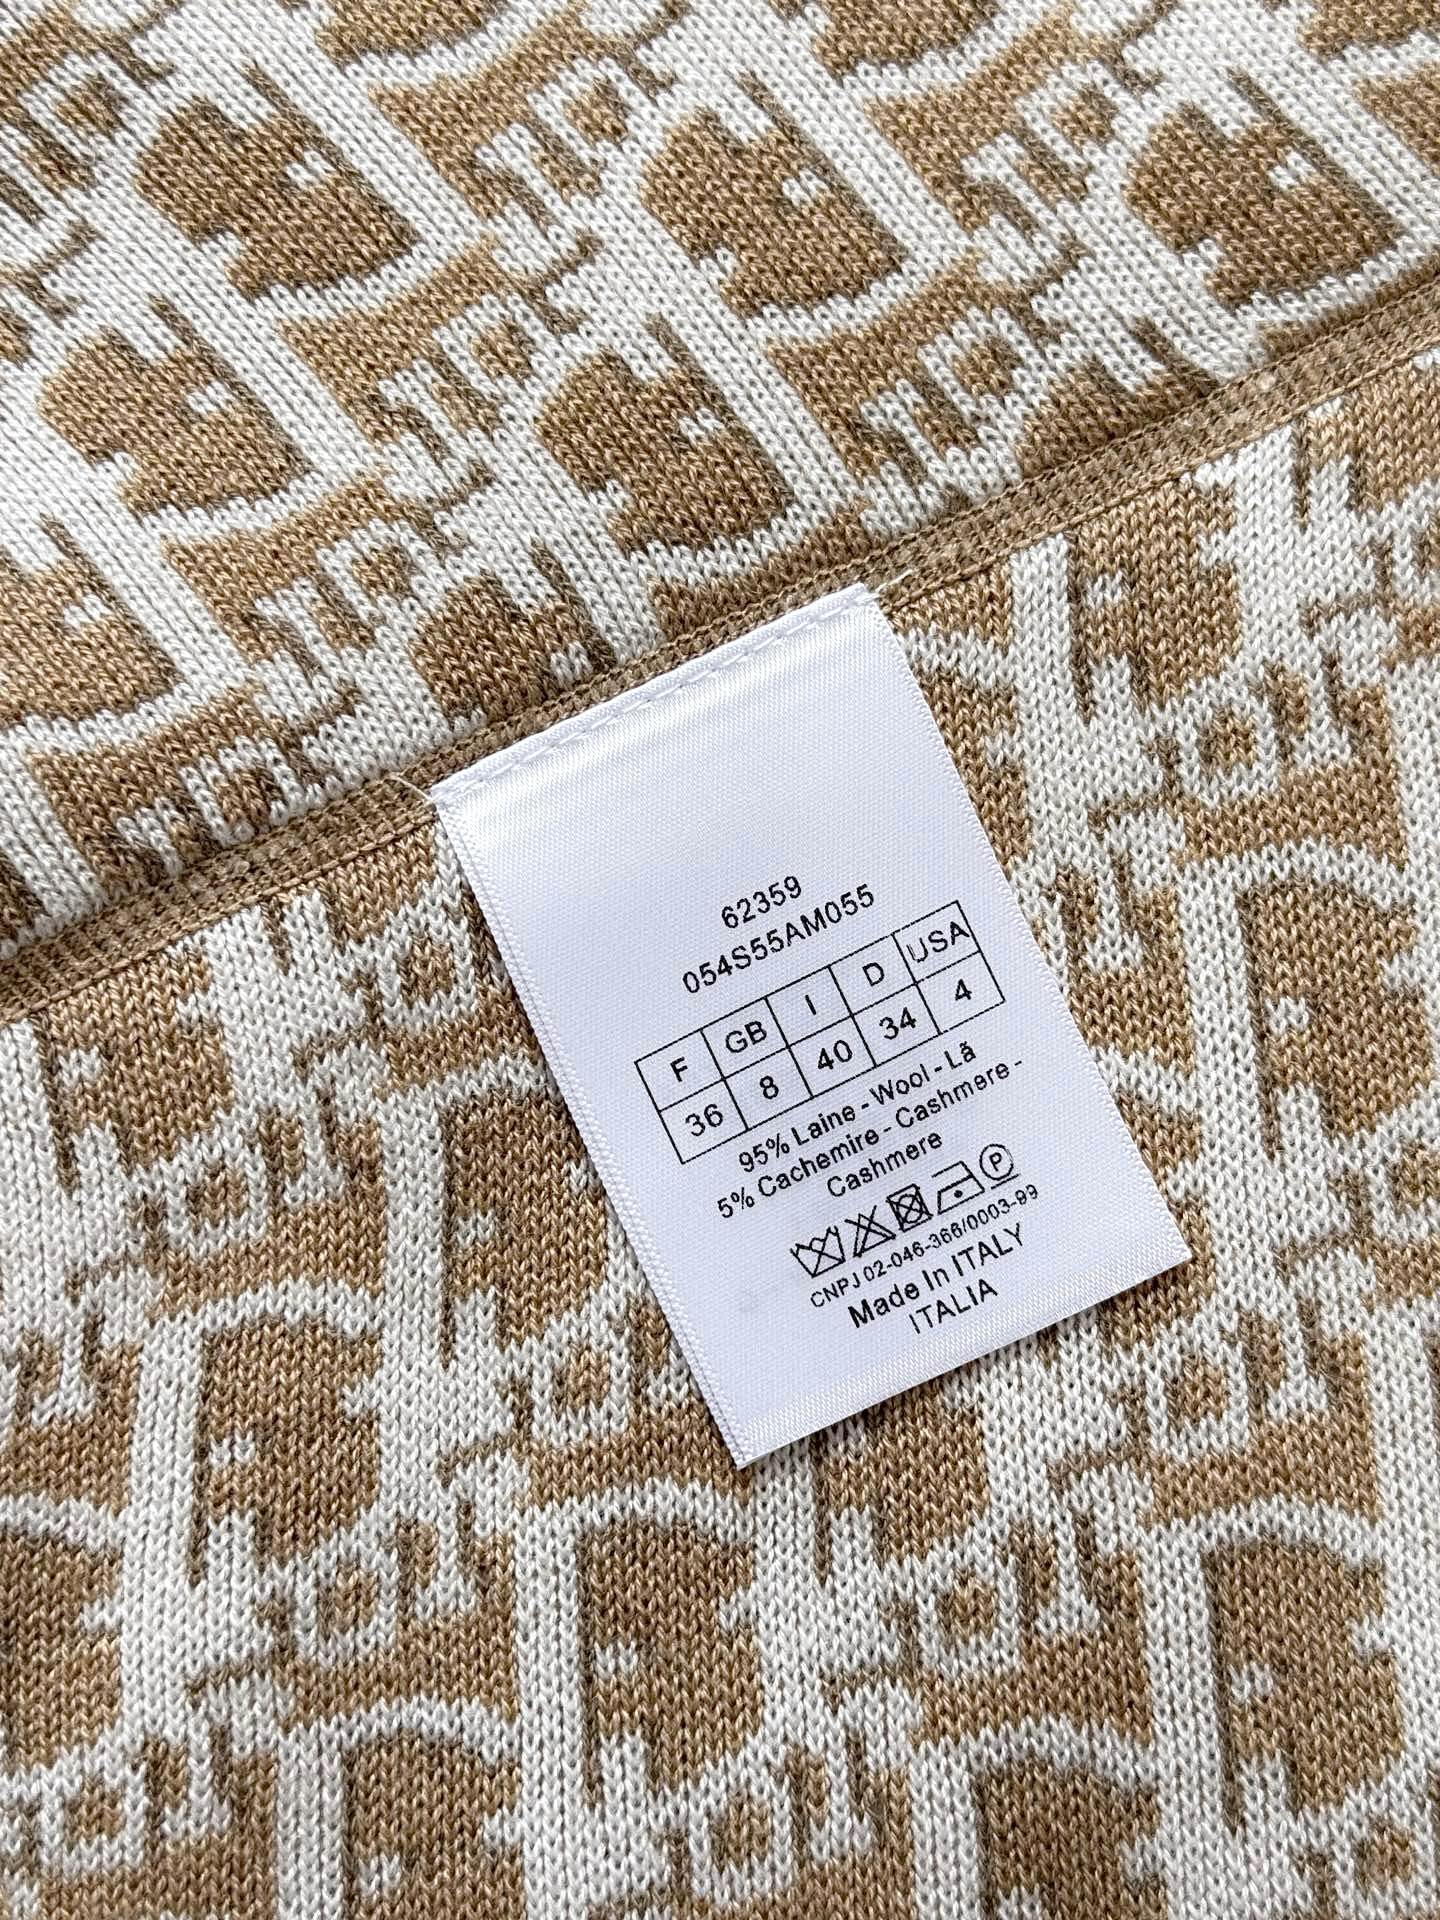 62359
054S55AM055
F GB I D USA
36 8 40 34 4
95% Laine - Wool - Lã
5% Cachemire - Cashmere -
Cashmere
P
CNPJ 02-046-366/0003-99
Made In ITALY
ITALIA